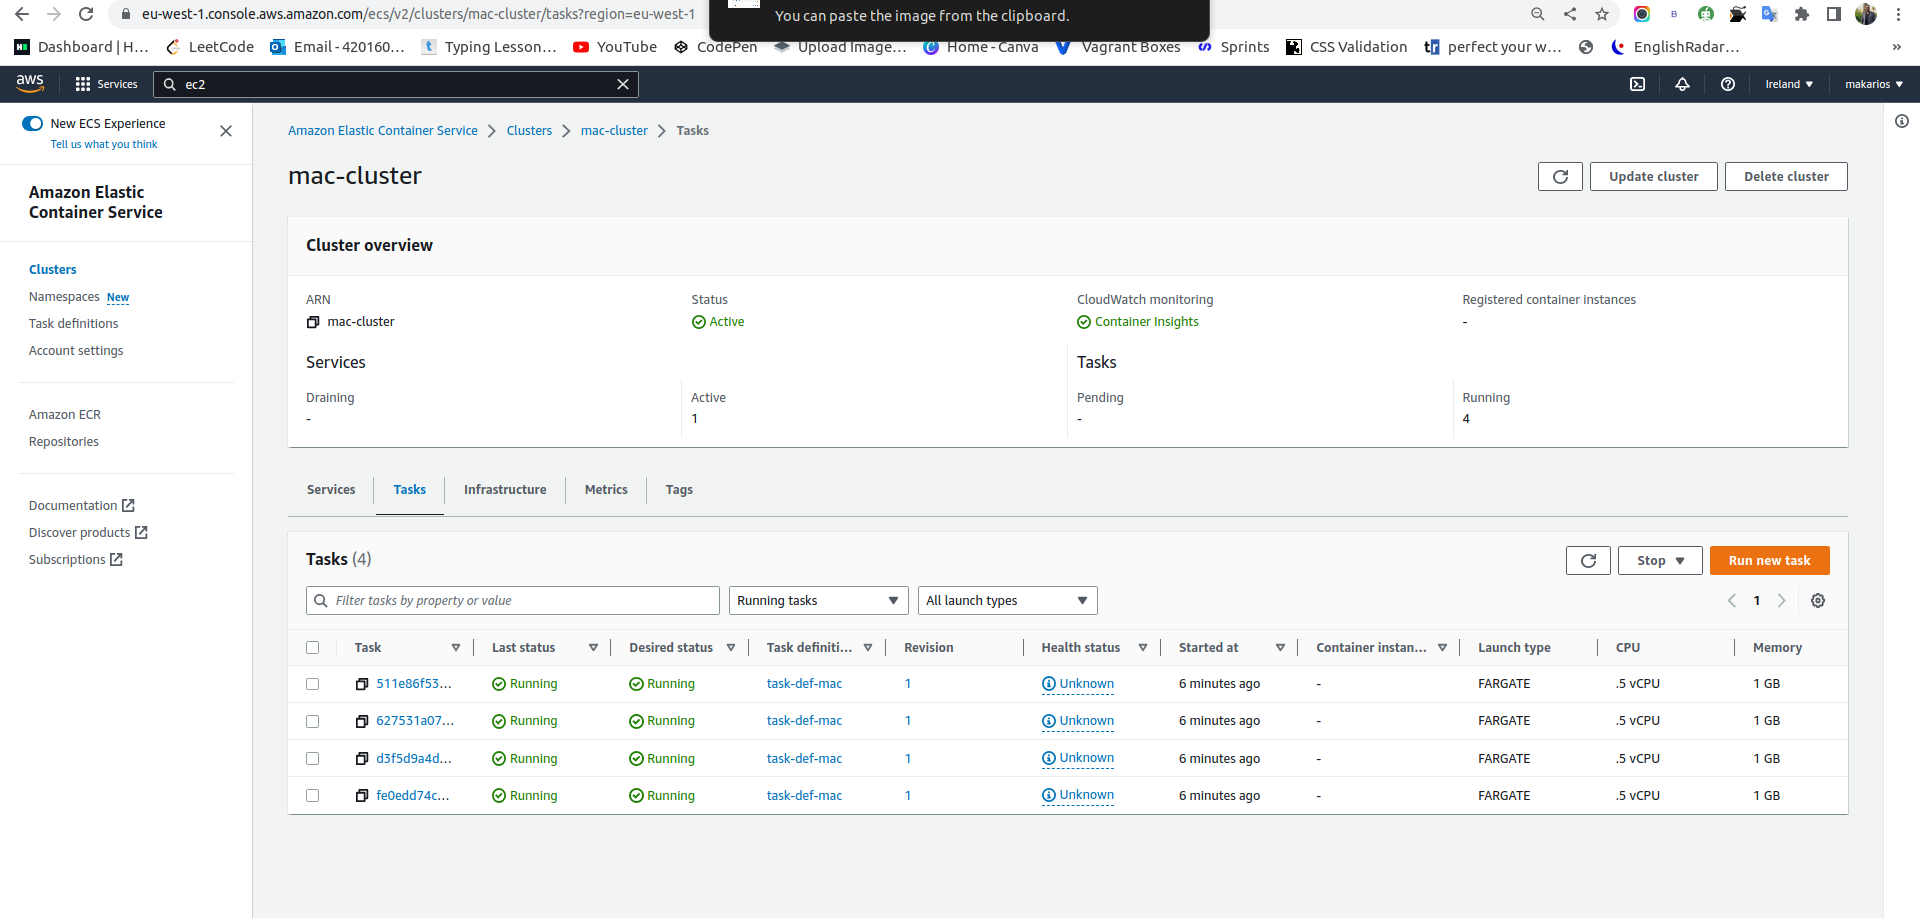 You can paste the image from the clipboard.
eu-west-1.console.aws.amazon.com/ecs/v2/clusters/mac-cluster/tasks?region=eu-west-1
Dashboard | H... LeetCode Email - 420160... Typing Lesson... YouTube CodePen Upload Image... Home - Canva Vagrant Boxes Sprints CSS Validation perfect your w... EnglishRadar... »
aws Services ec2 Ireland makarios
New ECS Experience
Tell us what you think
Amazon Elastic
Container Service
Clusters
Namespaces New
Task definitions
Account settings
Amazon ECR
Repositories
Documentation
Discover products
Subscriptions
Amazon Elastic Container Service > Clusters > mac-cluster > Tasks
mac-cluster
Update cluster Delete cluster
Cluster overview
ARN Status CloudWatch monitoring Registered container instances
mac-cluster Active Container Insights -
Services Tasks
Draining Active Pending Running
- 1 - 4
Services Tasks Infrastructure Metrics Tags
Tasks (4) Stop Run new task
Filter tasks by property or value Running tasks All launch types 1
Task Last status Desired status Task definiti... Revision Health status Started at Container instan... Launch type CPU Memory
511e86f53... Running Running task-def-mac 1 Unknown 6 minutes ago - FARGATE .5 vCPU 1 GB
627531a07... Running Running task-def-mac 1 Unknown 6 minutes ago - FARGATE .5 vCPU 1 GB
d3f5d9a4d... Running Running task-def-mac 1 Unknown 6 minutes ago - FARGATE .5 vCPU 1 GB
fe0edd74c... Running Running task-def-mac 1 Unknown 6 minutes ago - FARGATE .5 vCPU 1 GB